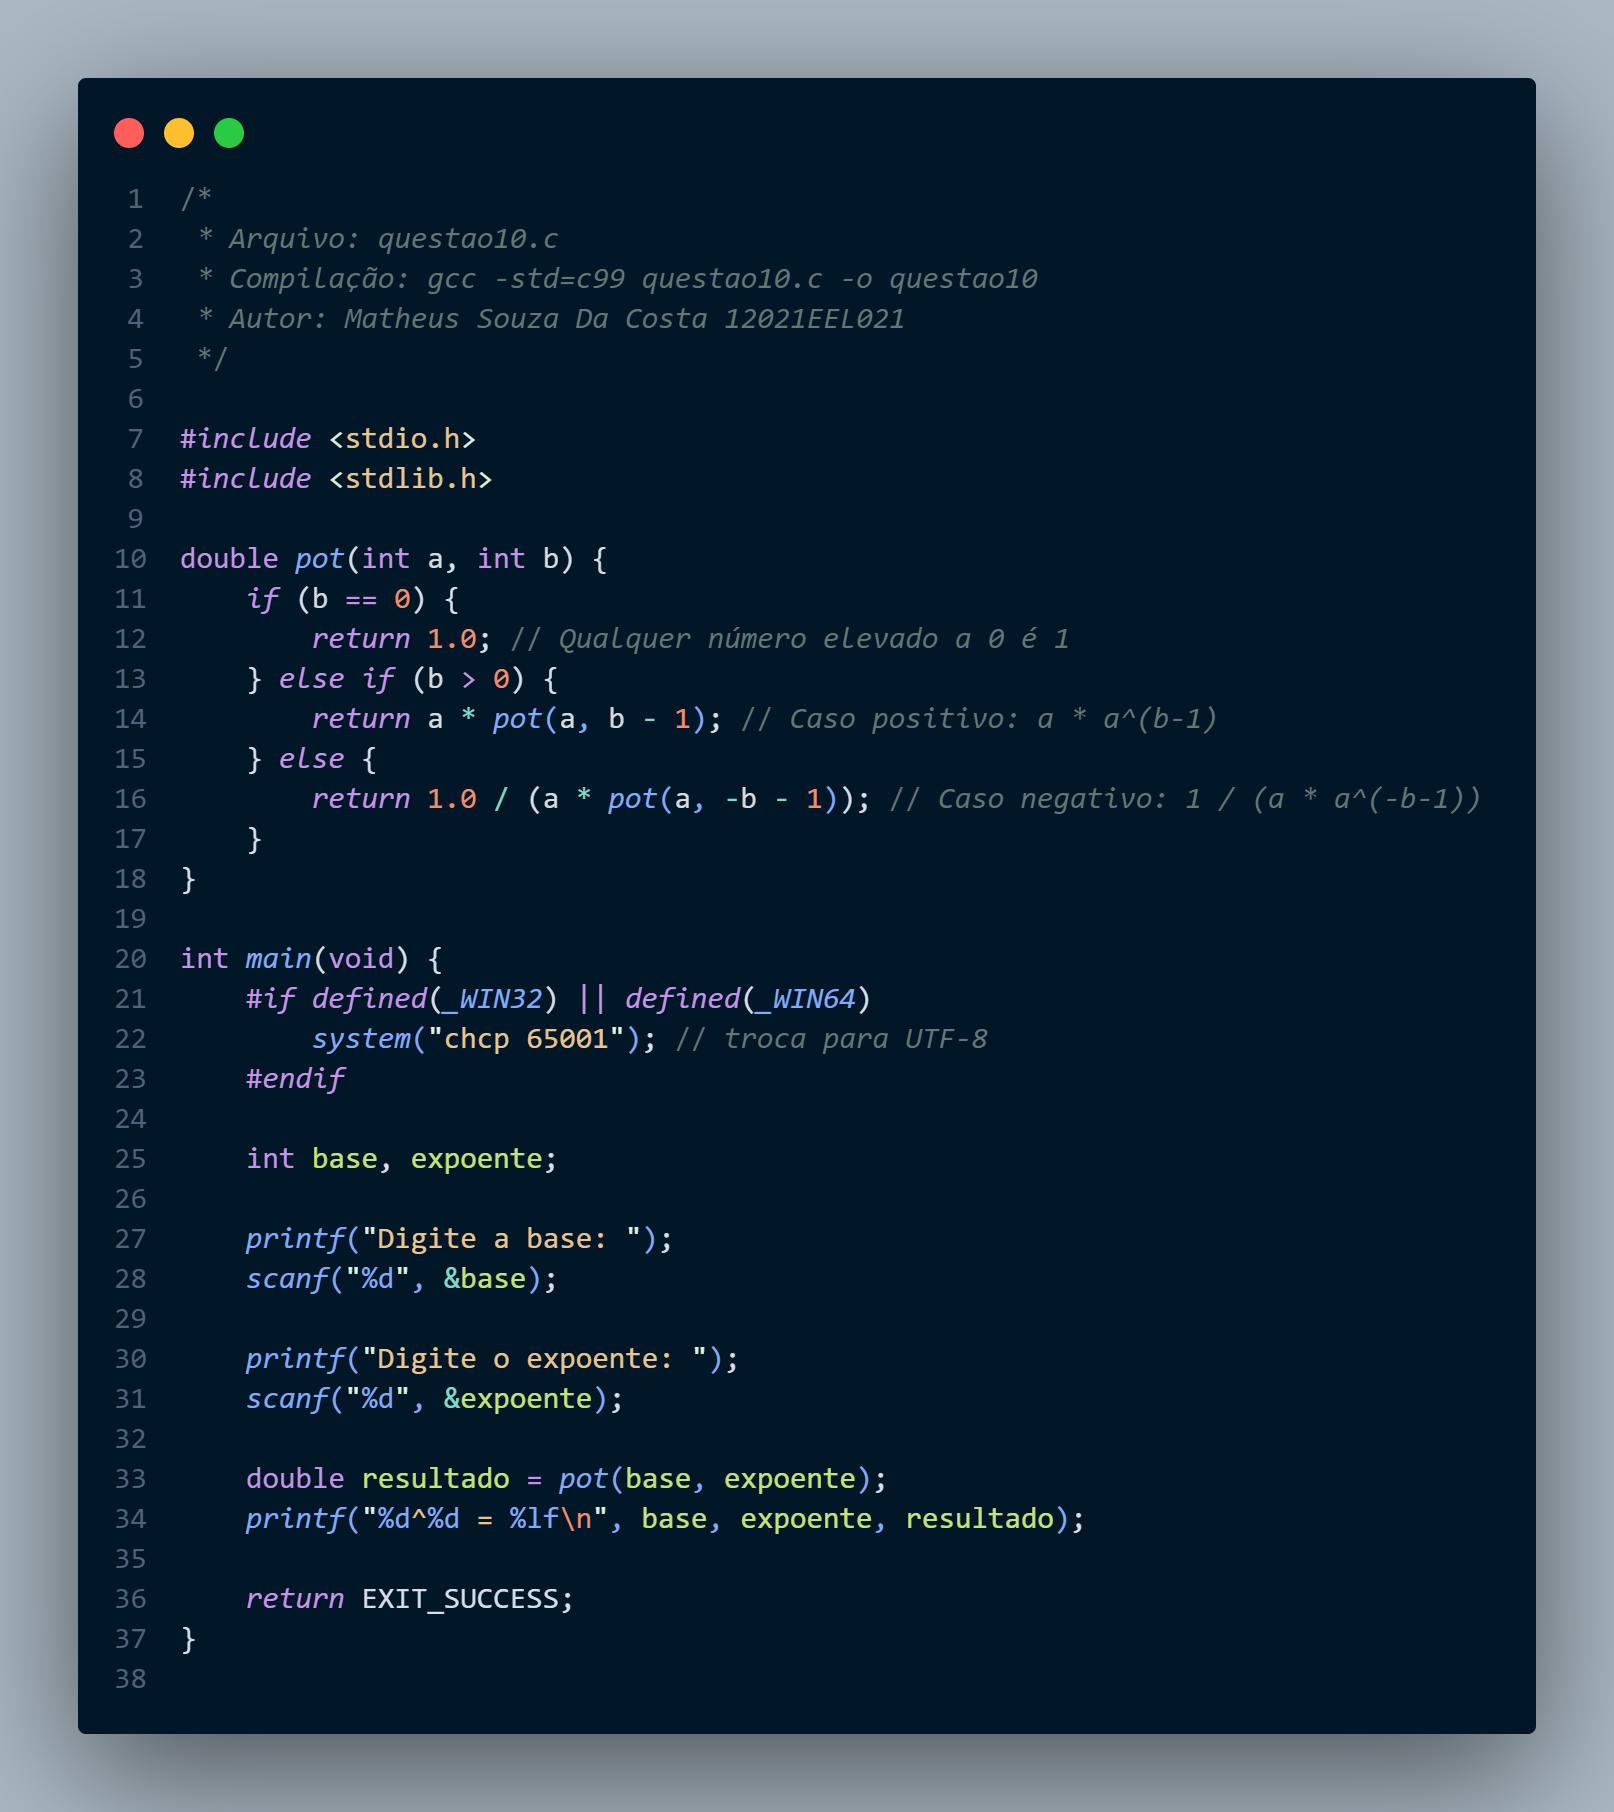 1 /*
2  * Arquivo: questao10.c
3  * Compilação: gcc -std=c99 questao10.c -o questao10
4  * Autor: Matheus Souza Da Costa 12021EEL021
5  */
6
7 #include <stdio.h>
8 #include <stdlib.h>
9
10 double pot(int a, int b) {
11     if (b == 0) {
12         return 1.0; // Qualquer número elevado a 0 é 1
13     } else if (b > 0) {
14         return a * pot(a, b - 1); // Caso positivo: a * a^(b-1)
15     } else {
16         return 1.0 / (a * pot(a, -b - 1)); // Caso negativo: 1 / (a * a^(-b-1))
17     }
18 }
19
20 int main(void) {
21     #if defined(_WIN32) || defined(_WIN64)
22         system("chcp 65001"); // troca para UTF-8
23     #endif
24
25     int base, expoente;
26
27     printf("Digite a base: ");
28     scanf("%d", &base);
29
30     printf("Digite o expoente: ");
31     scanf("%d", &expoente);
32
33     double resultado = pot(base, expoente);
34     printf("%d^%d = %lf\n", base, expoente, resultado);
35
36     return EXIT_SUCCESS;
37 }
38